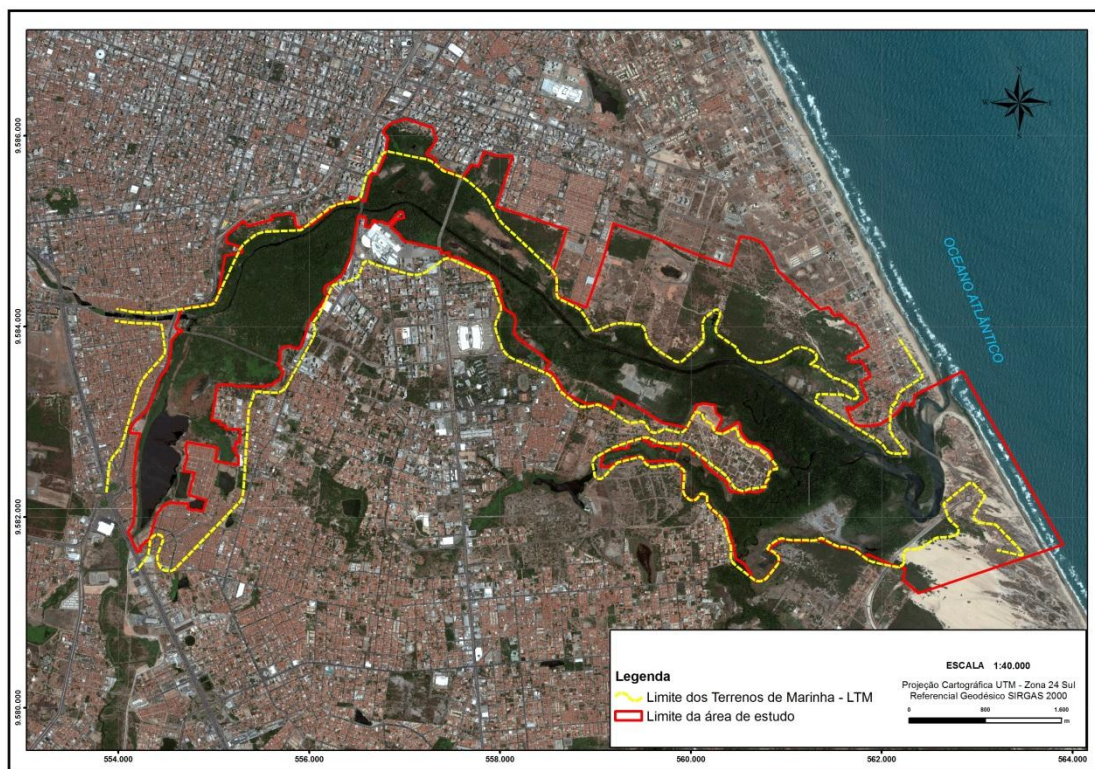 9.586.000
9.584.000
9.582.000
9.580.000
OCEANO ATLÂNTICO
Legenda
Limite dos Terrenos de Marinha - LTM
Limite da área de estudo
ESCALA 1:40.000
Projeção Cartográfica UTM - Zona 24 Sul
Referencial Geodésico SIRGAS 2000
0 800 1.600
m
554.000 556.000 558.000 560.000 562.000 564.000